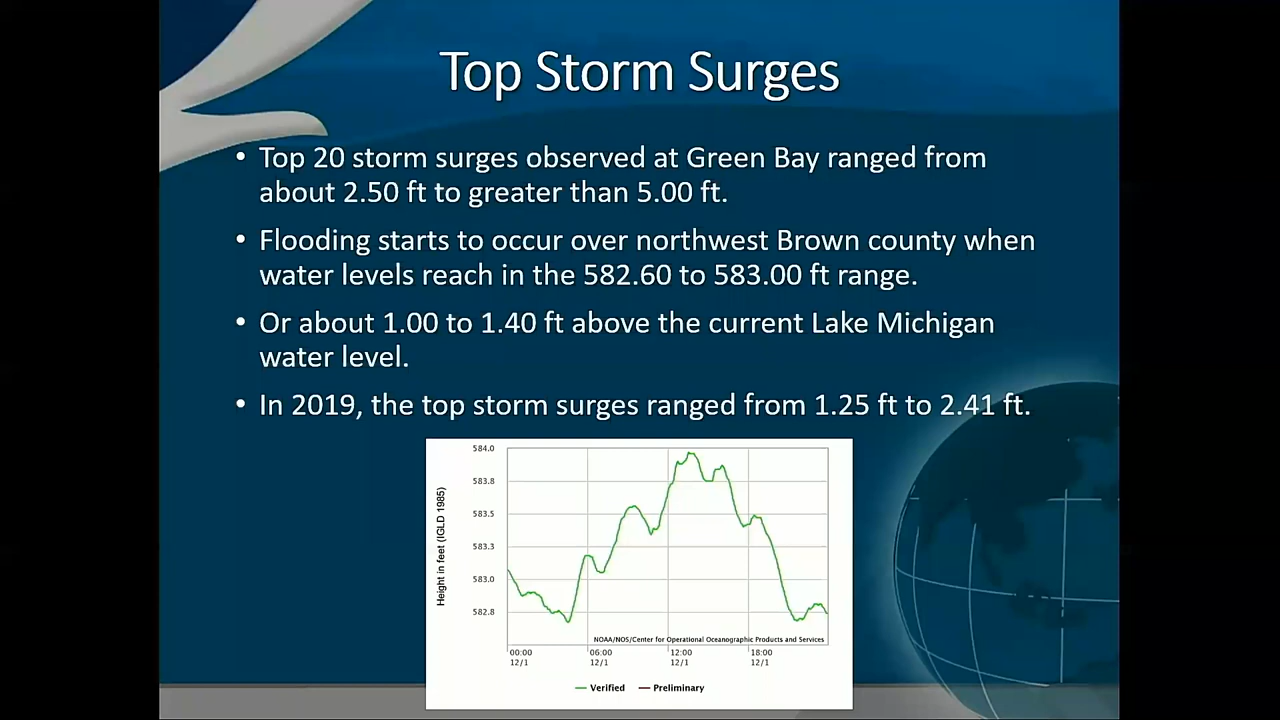 Top Storm Surges
• Top 20 storm surges observed at Green Bay ranged from
about 2.50 ft to greater than 5.00 ft.
• Flooding starts to occur over northwest Brown county when
water levels reach in the 582.60 to 583.00 ft range.
• Or about 1.00 to 1.40 ft above the current Lake Michigan
water level.
• In 2019, the top storm surges ranged from 1.25 ft to 2.41 ft.
Height in feet (IGLD 1985)
584.0
583.8
583.5
583.3
583.0
582.8
NOAA/NOS/Center for Operational Oceanographic Products and Services
00:00 06:00 12:00 18:00
12/1 12/1 12/1 12/1
Verified Preliminary